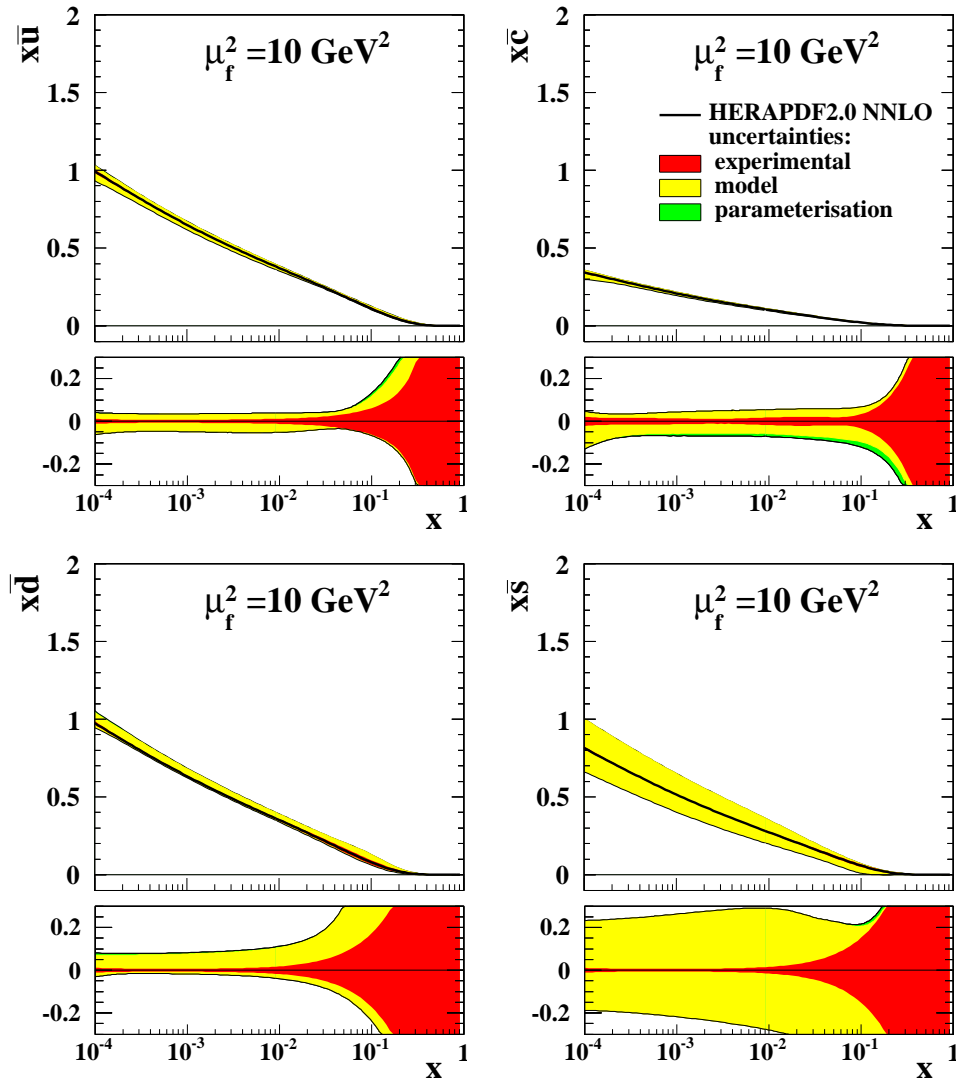 xū
μ_f² =10 GeV²
2
1.5
1
0.5
0
0.2
0
-0.2
10⁻⁴ 10⁻³ 10⁻² 10⁻¹ 1
x
xc̄
μ_f² =10 GeV²
HERAPDF2.0 NNLO
uncertainties:
experimental
model
parameterisation
2
1.5
1
0.5
0
0.2
0
-0.2
10⁻⁴ 10⁻³ 10⁻² 10⁻¹ 1
x
xd̄
μ_f² =10 GeV²
2
1.5
1
0.5
0
0.2
0
-0.2
10⁻⁴ 10⁻³ 10⁻² 10⁻¹ 1
x
xs̄
μ_f² =10 GeV²
2
1.5
1
0.5
0
0.2
0
-0.2
10⁻⁴ 10⁻³ 10⁻² 10⁻¹ 1
x